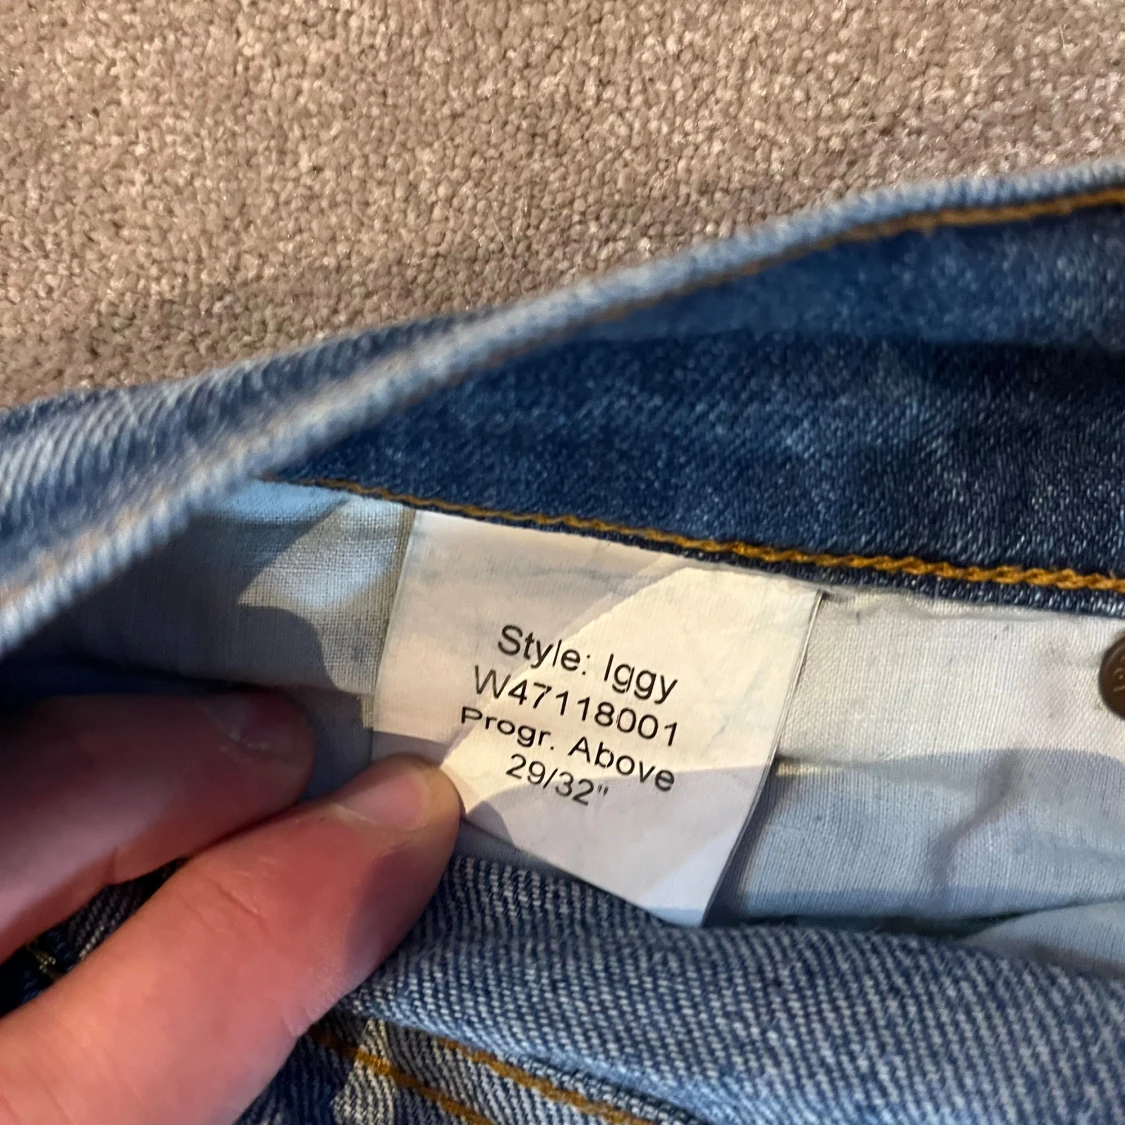 Style: Iggy
W47118001
Progr. Above
29/32"